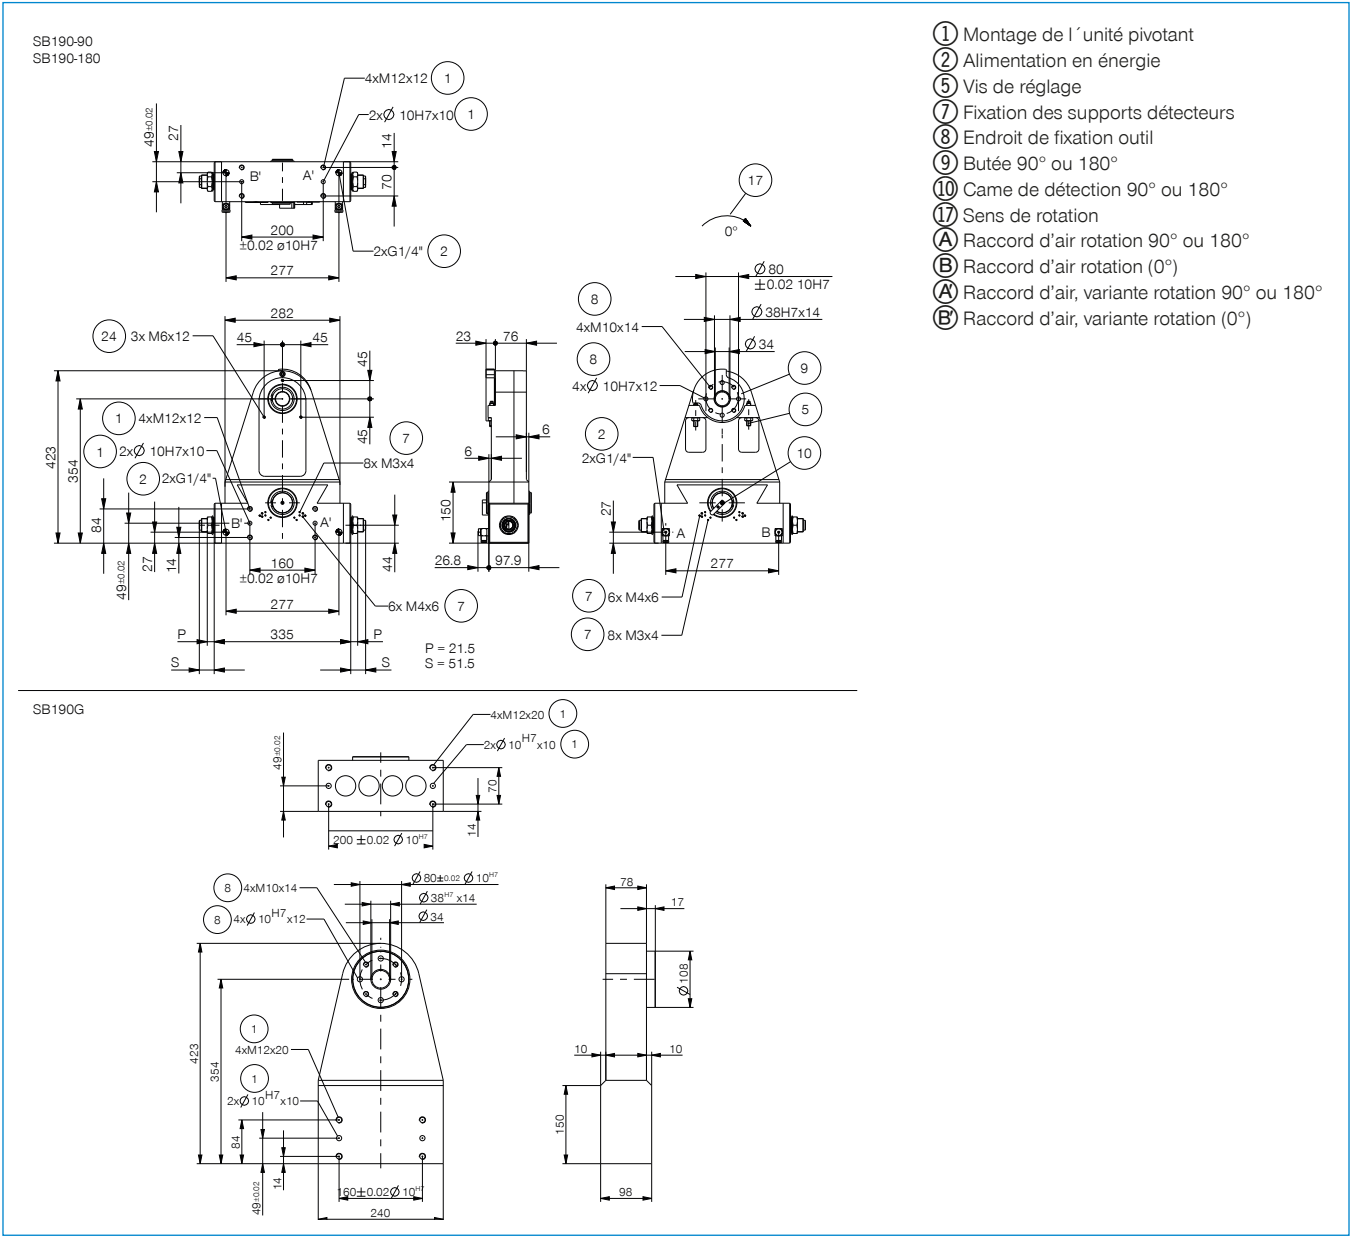 SB190-90
SB190-180
4xM12x12 1
2xØ 10H7x10 1
49±0.02
27
14
70
B' A'
200
±0.02 ø10H7
277
2xG1/4" 2
17
0°
282
24 3x M6x12
45 45
45
45
423
354
1 4xM12x12
1 2xØ 10H7x10
2 2xG1/4"
7
8x M3x4
B' A'
84
49±0.02
27
14
44
160
±0.02 ø10H7
277
6x M4x6 7
P 335 P
S S
P = 21.5
S = 51.5
23 76
6
6
150
26.8 97.9
Ø 80
±0.02 10H7
8
4xM10x14
Ø 38H7x14
Ø 34
8
4xØ 10H7x12
9
5
2
2xG1/4"
10
27
A B
277
7 6x M4x6
7 8x M3x4
SB190G
4xM12x20 1
2xØ 10H7x10 1
49±0.02
70
14
200 ±0.02 Ø 10H7
8 4xM10x14
8 4xØ 10H7x12
Ø 80±0.02 Ø 10H7
Ø 38H7 x14
Ø 34
423
354
1
4xM12x20
1
2xØ 10H7x10
84
49±0.02
14
160±0.02Ø 10H7
240
78
17
Ø 108
10 10
150
98
1 Montage de l´unité pivotant
2 Alimentation en énergie
5 Vis de réglage
7 Fixation des supports détecteurs
8 Endroit de fixation outil
9 Butée 90° ou 180°
10 Came de détection 90° ou 180°
17 Sens de rotation
A Raccord d'air rotation 90° ou 180°
B Raccord d'air rotation (0°)
A' Raccord d'air, variante rotation 90° ou 180°
B' Raccord d'air, variante rotation (0°)